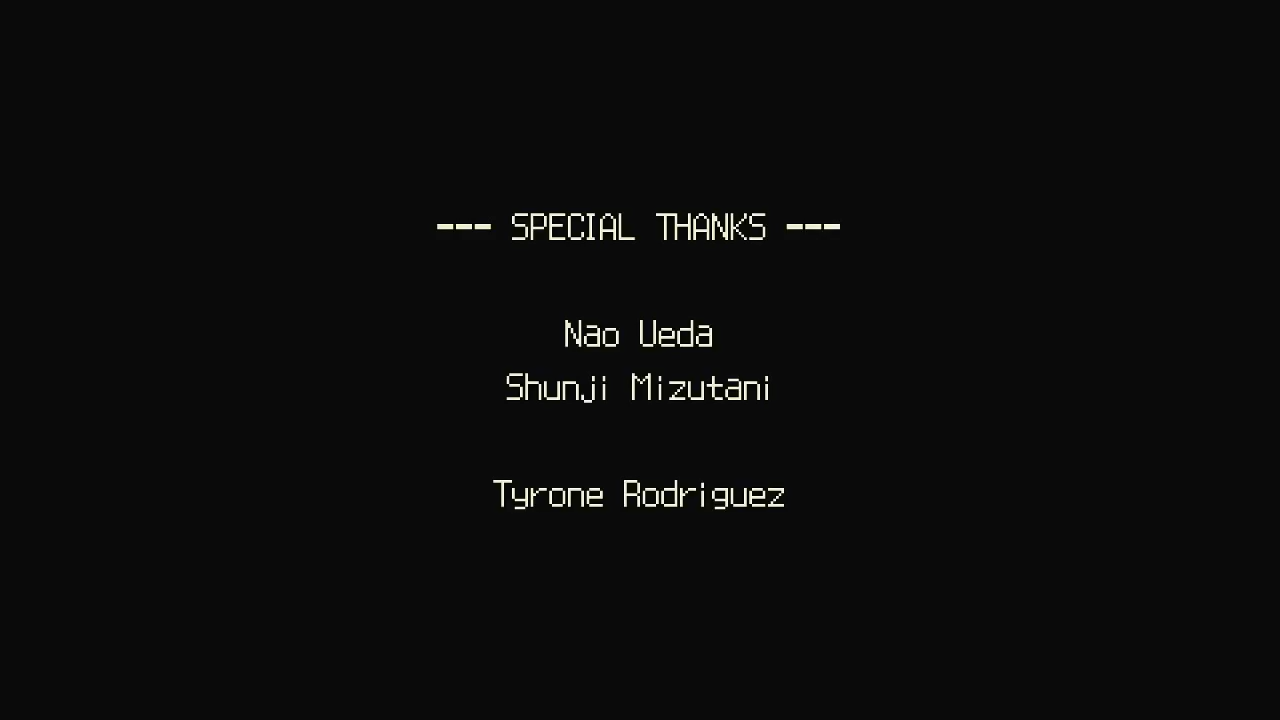 --- SPECIAL THANKS ---
Nao Ueda
Shunji Mizutani
Tyrone Rodriguez